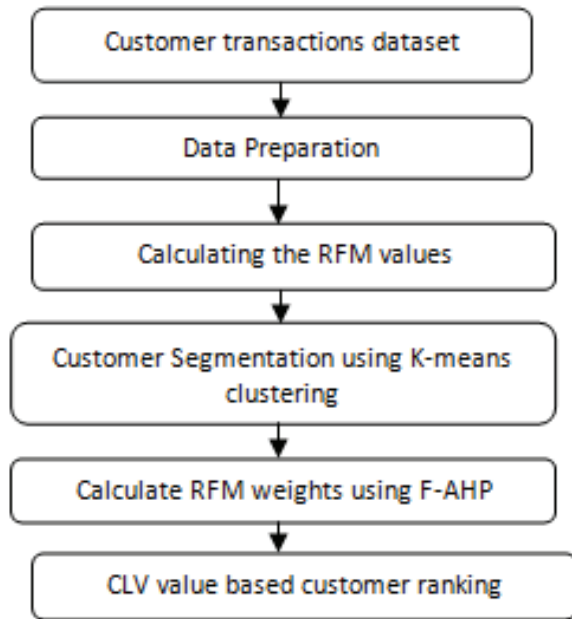 Customer transactions dataset
Data Preparation
Calculating the RFM values
Customer Segmentation using K-means
clustering
Calculate RFM weights using F-AHP
CLV value based customer ranking